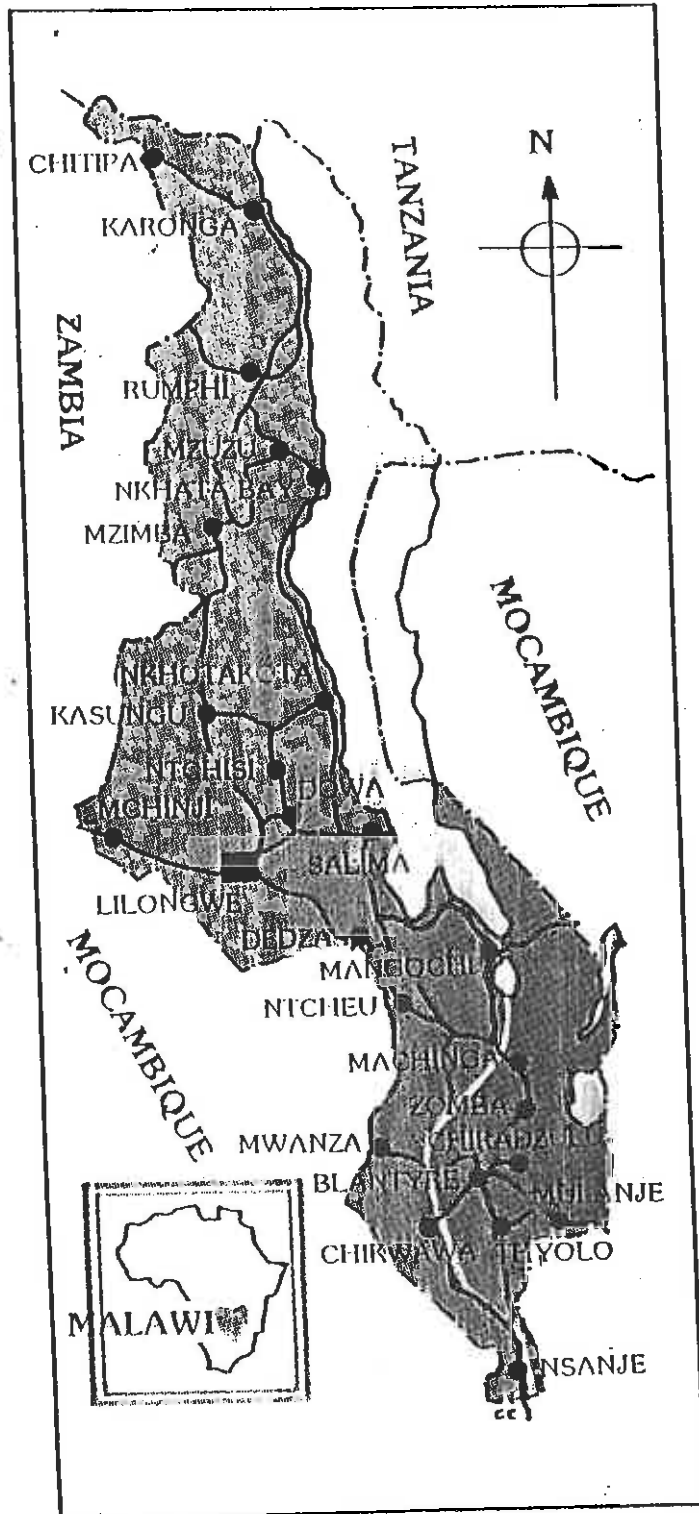 N
TANZANIA
CHITIPA
KARONGA
ZAMBIA
RUMPHI
MZUZU
NKHATA BAY
MZIMBA
MOCAMBIQUE
NKHOTAKOTA
KASUNGU
NTCHISI
DOWA
MCHINJI
SALIMA
LILONGWE
DEDZA
MOCAMBIQUE
MANGOCHI
NTCHEU
MACHINGA
ZOMBA
MWANZA
CHIRADZULU
BLANTYRE
MULANJE
CHIKWAWA
THYOLO
MALAWI
NSANJE